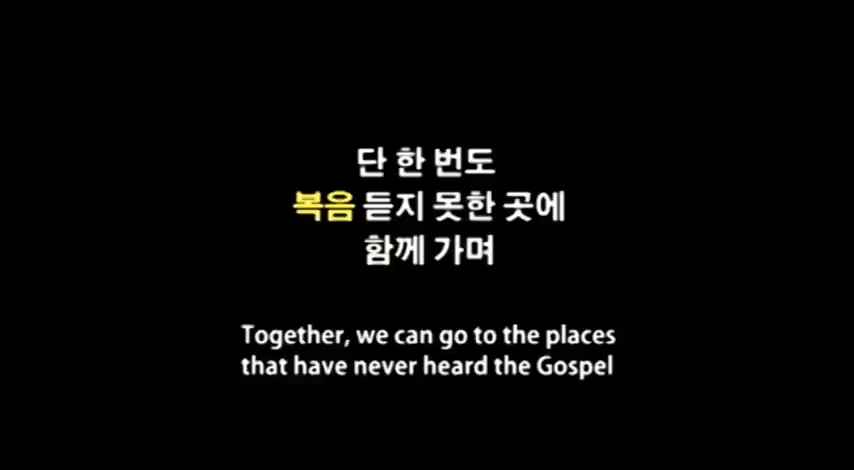 단 한 번도
복음 듣지 못한 곳에
함께 가며
Together, we can go to the places
that have never heard the Gospel